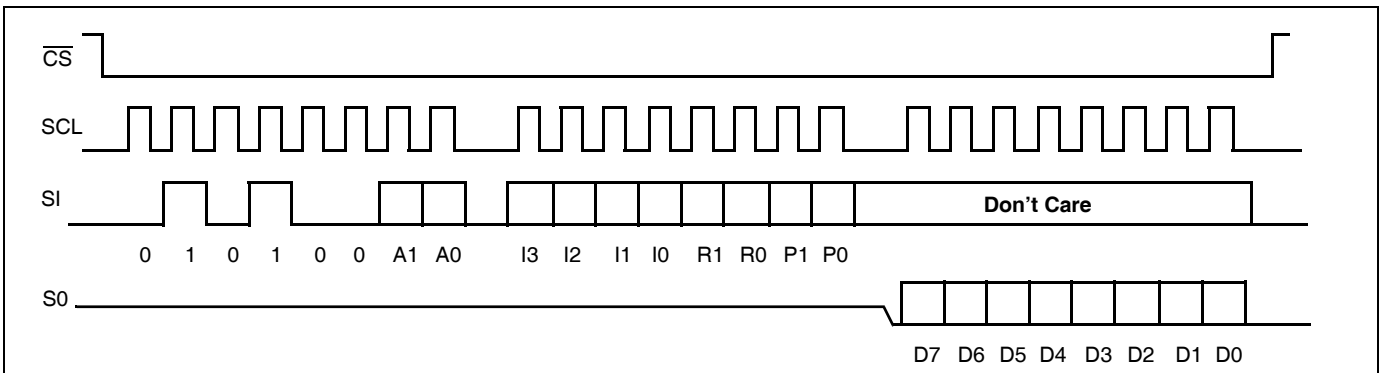 CS
SCL
SI
Don't Care
0 1 0 1 0 0 A1 A0 I3 I2 I1 I0 R1 R0 P1 P0
S0
D7 D6 D5 D4 D3 D2 D1 D0